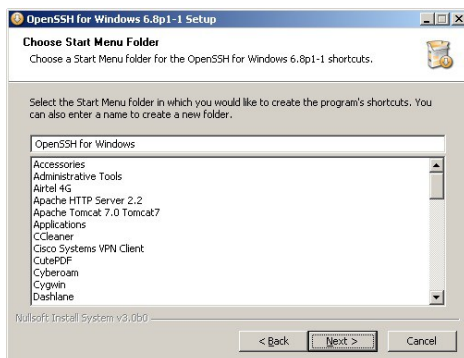 OpenSSH for Windows 6.8p1-1 Setup
Choose Start Menu Folder
Choose a Start Menu folder for the OpenSSH for Windows 6.8p1-1 shortcuts.
Select the Start Menu folder in which you would like to create the program's shortcuts. You
can also enter a name to create a new folder.
OpenSSH for Windows
Accessories
Administrative Tools
Airtel 4G
Apache HTTP Server 2.2
Apache Tomcat 7.0 Tomcat7
Applications
CCleaner
Cisco Systems VPN Client
CutePDF
Cyberoam
Cygwin
Dashlane
Nullsoft Install System v3.0b0
< Back Next > Cancel